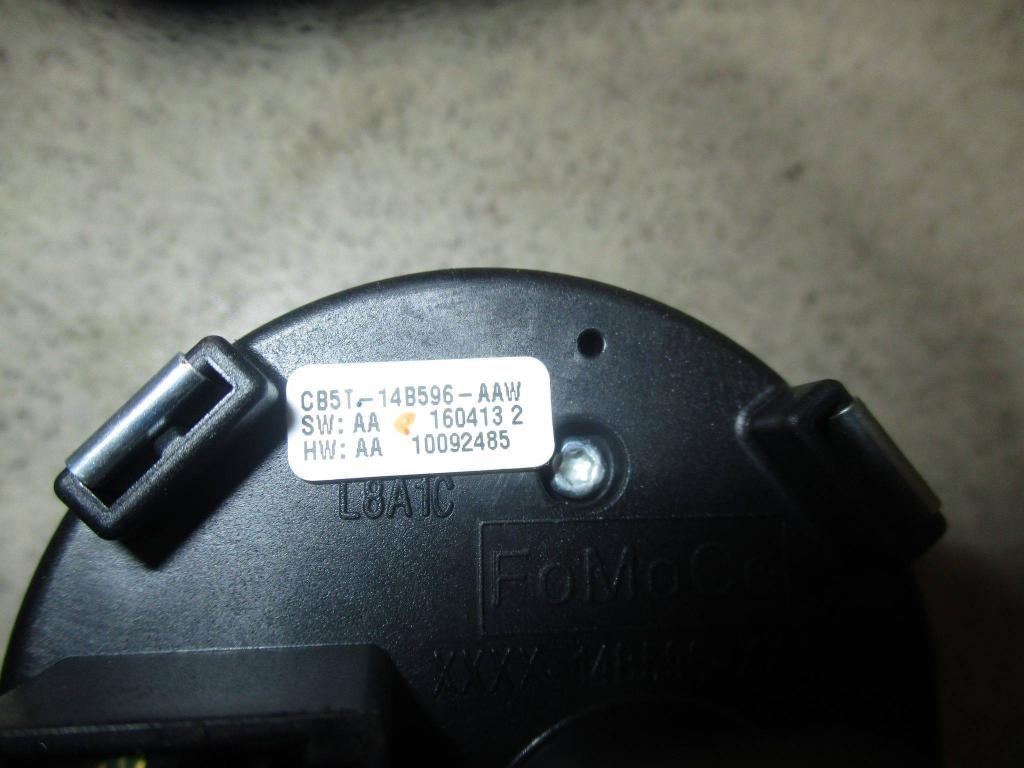 CB5T-14B596-AAW
SW: AA 160413 2
HW: AA 10092485
L8A1C
FoMoCo